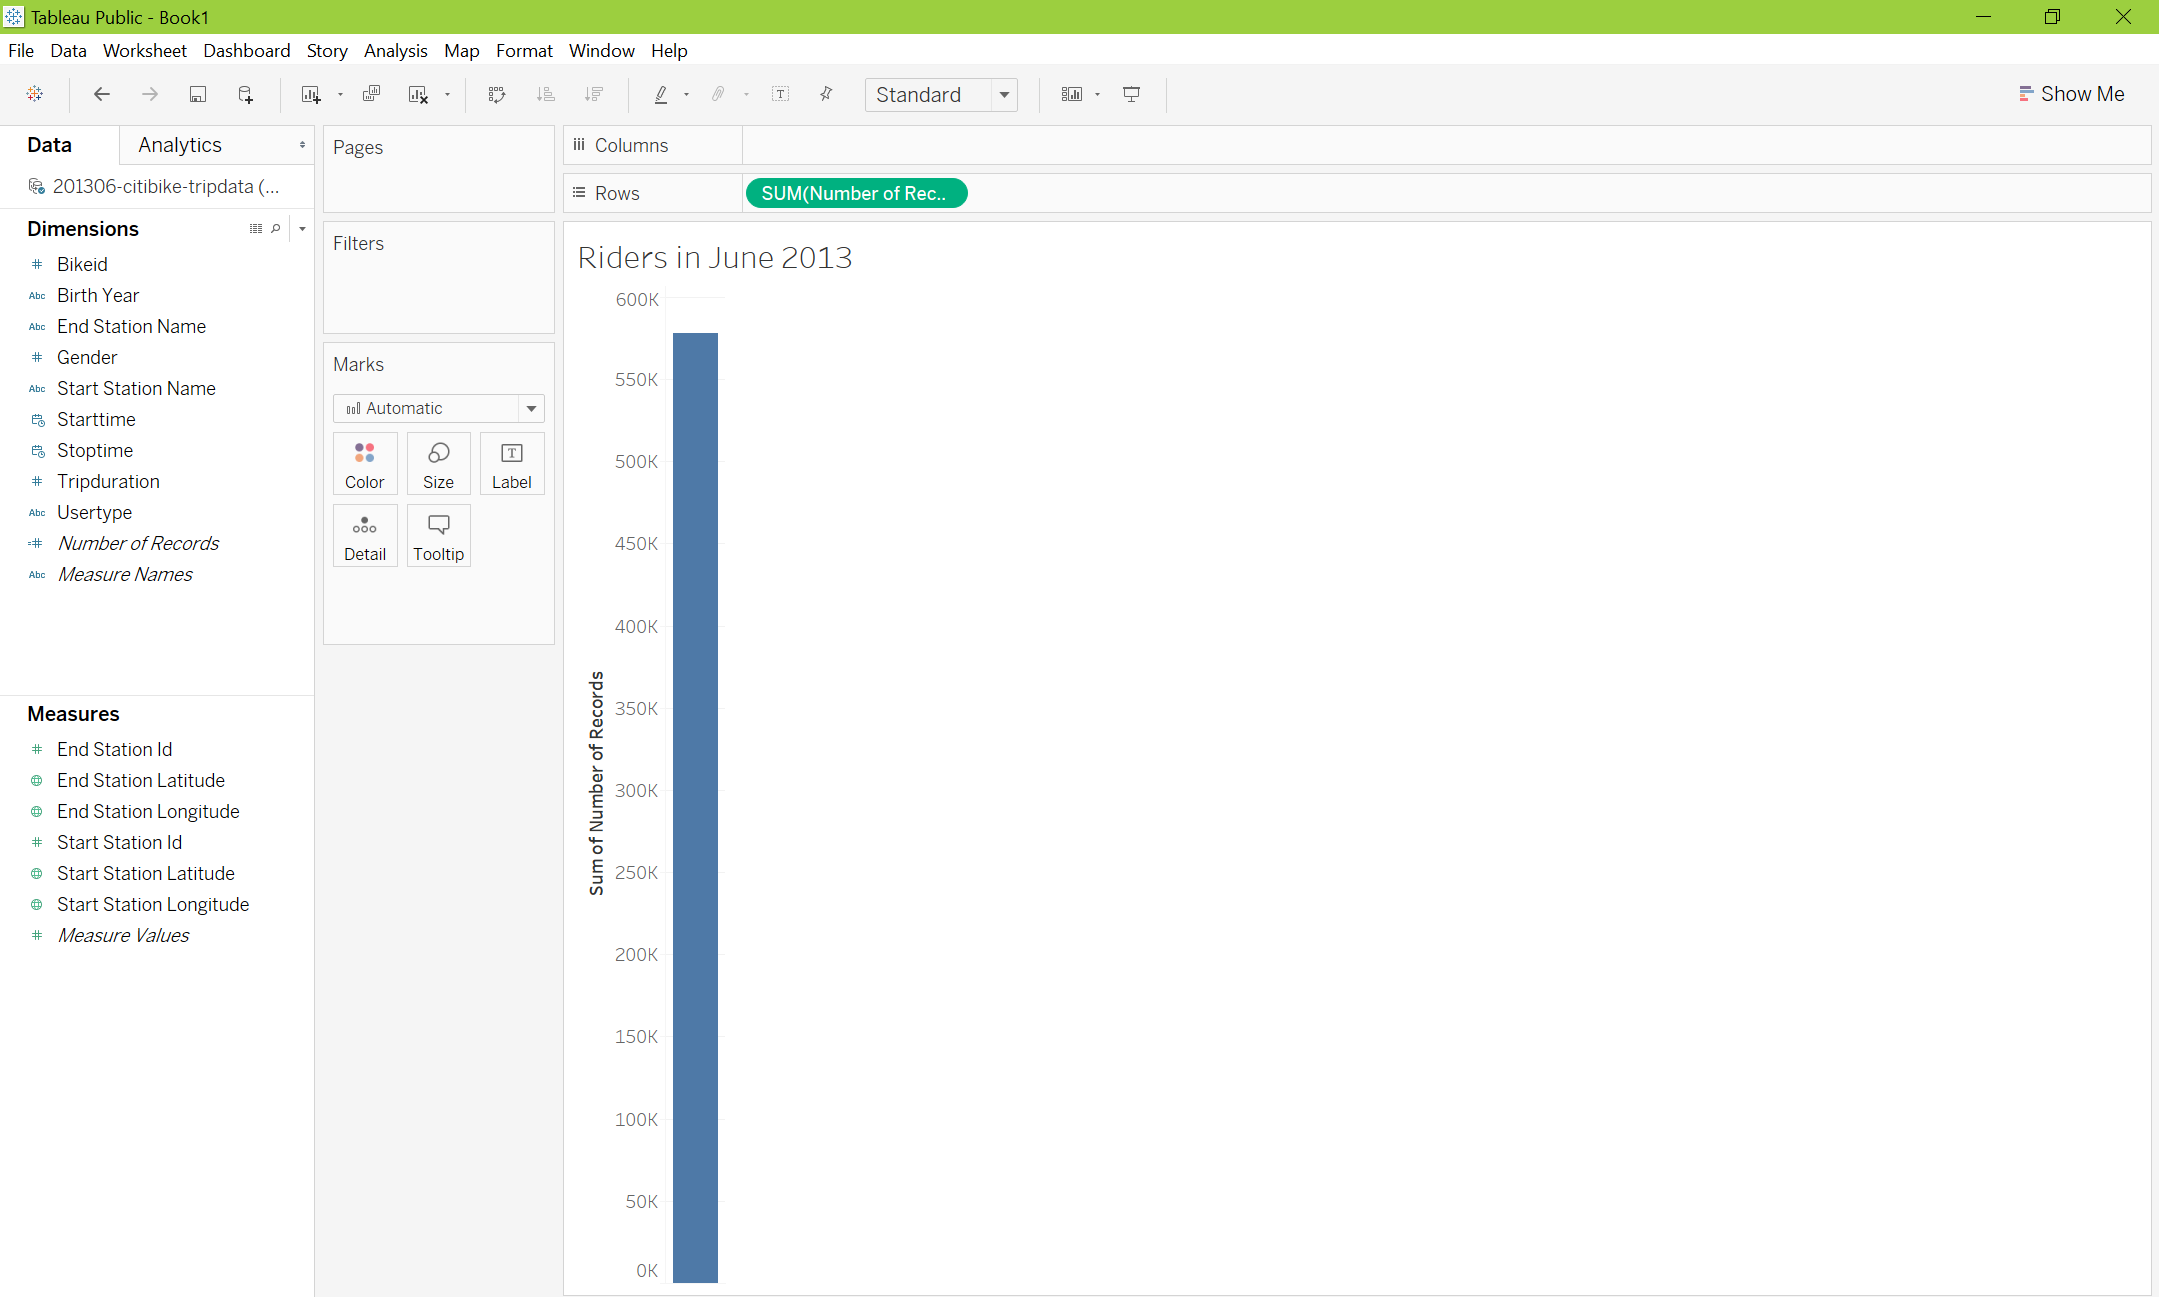 Tableau Public - Book1
File Data Worksheet Dashboard Story Analysis Map Format Window Help
Standard
Show Me
Data
Analytics
201306-citibike-tripdata (...
Dimensions
# Bikeid
Abc Birth Year
Abc End Station Name
# Gender
Abc Start Station Name
Starttime
Stoptime
# Tripduration
Abc Usertype
=# Number of Records
Abc Measure Names
Measures
# End Station Id
End Station Latitude
End Station Longitude
# Start Station Id
Start Station Latitude
Start Station Longitude
# Measure Values
Pages
Filters
Marks
Automatic
Color
Size
T
Label
Detail
Tooltip
Columns
Rows
SUM(Number of Rec..
Riders in June 2013
Sum of Number of Records
600K
550K
500K
450K
400K
350K
300K
250K
200K
150K
100K
50K
0K